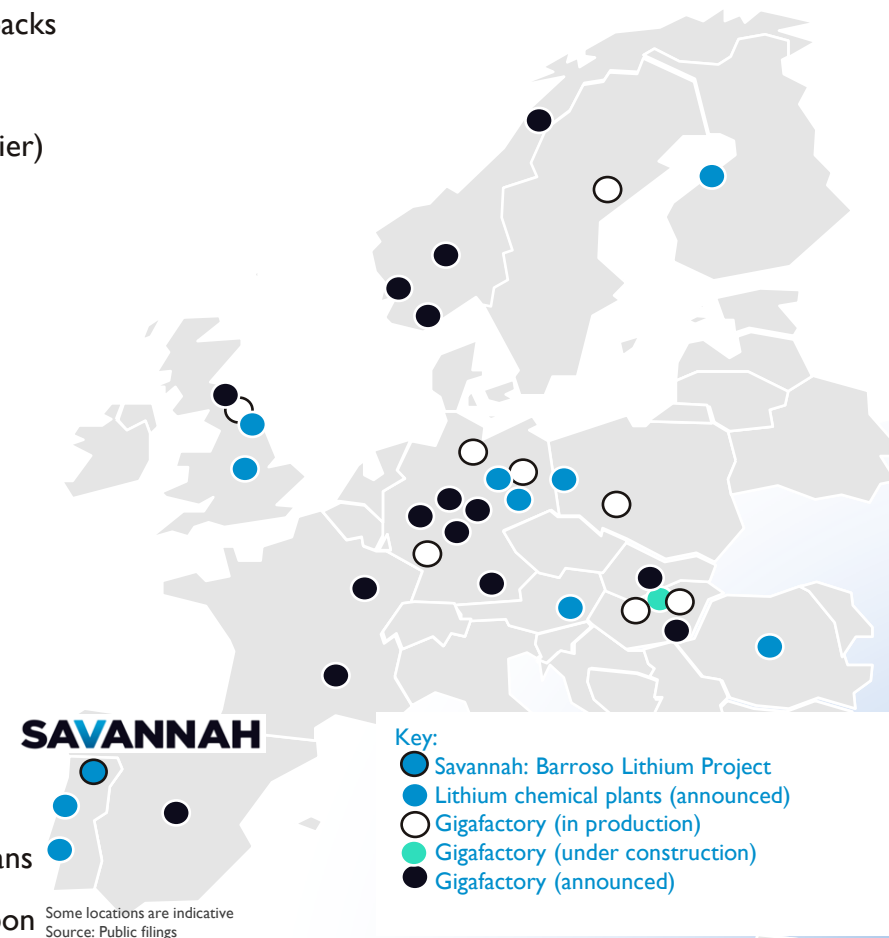 acks
ier)
SAVANNAH
Key:
Savannah: Barroso Lithium Project
Lithium chemical plants (announced)
Gigafactory (in production)
Gigafactory (under construction)
Gigafactory (announced)
ans
on
Some locations are indicative
Source: Public filings